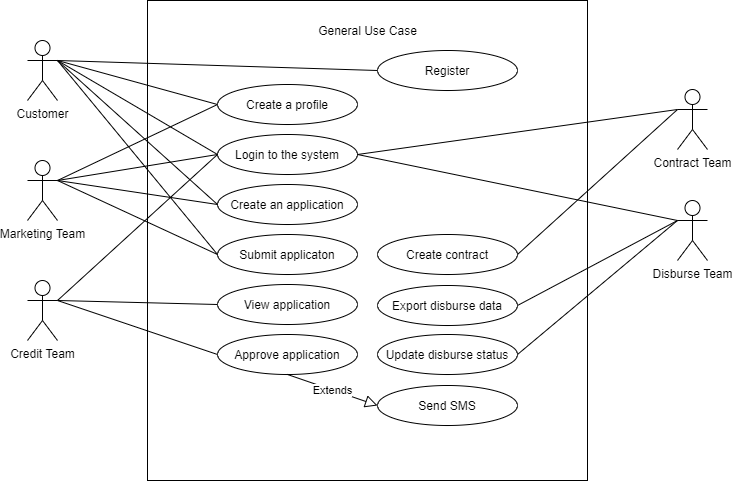 General Use Case
Customer
Register
Create a profile
Login to the system
Contract Team
Marketing Team
Create an application
Submit applicaton
Create contract
Disburse Team
Credit Team
View application
Export disburse data
Approve application
Update disburse status
Extends
Send SMS